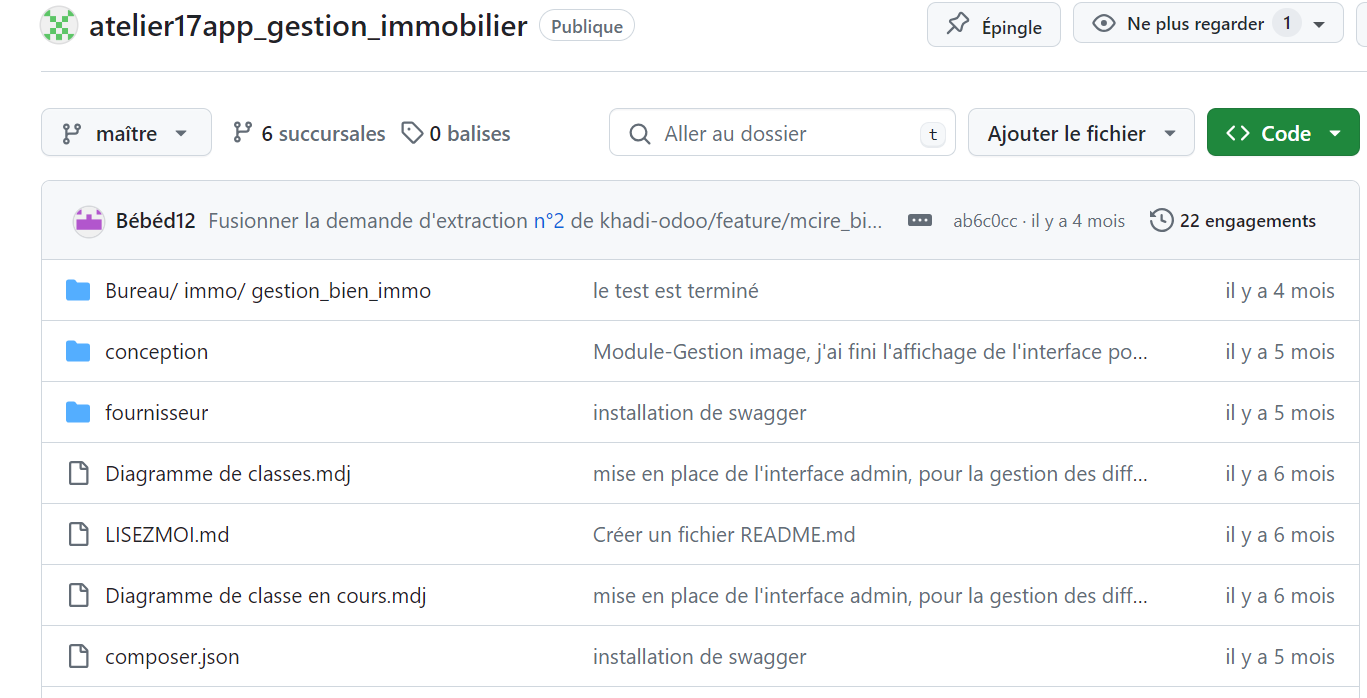 atelier17app_gestion_immobilier Publique Épingle Ne plus regarder 1
maître 6 succursales 0 balises Aller au dossier t Ajouter le fichier Code
Bébéd12 Fusionner la demande d'extraction n°2 de khadi-odoo/feature/mcire_bi... ab6c0cc · il y a 4 mois 22 engagements
Bureau/ immo/ gestion_bien_immo le test est terminé il y a 4 mois
conception Module-Gestion image, j'ai fini l'affichage de l'interface po... il y a 5 mois
fournisseur installation de swagger il y a 5 mois
Diagramme de classes.mdj mise en place de l'interface admin, pour la gestion des diff... il y a 6 mois
LISEZMOI.md Créer un fichier README.md il y a 6 mois
Diagramme de classe en cours.mdj mise en place de l'interface admin, pour la gestion des diff... il y a 6 mois
composer.json installation de swagger il y a 5 mois